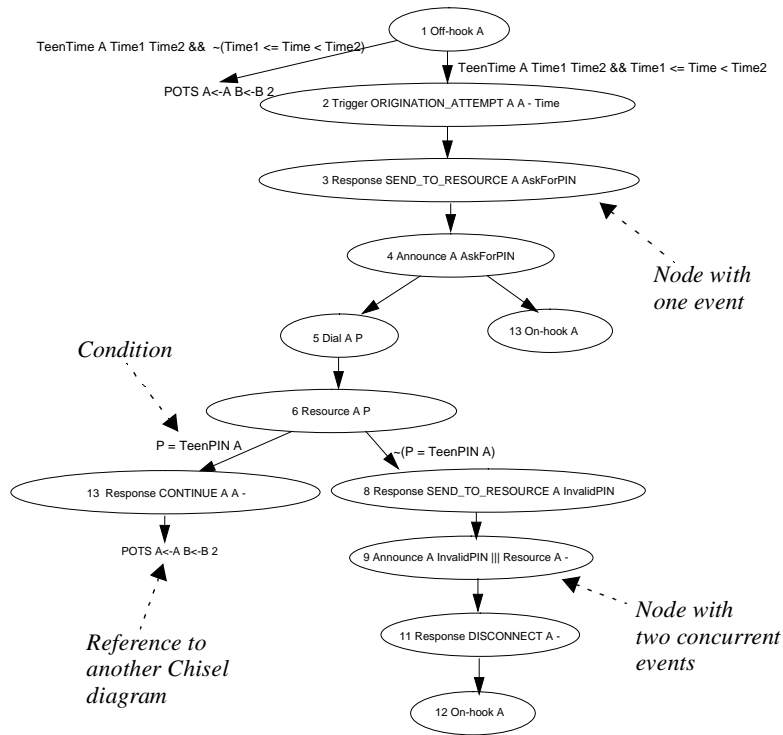 1 Off-hook A
TeenTime A Time1 Time2 && ~(Time1 <= Time < Time2)
TeenTime A Time1 Time2 && Time1 <= Time < Time2
POTS A<-A B<-B 2
2 Trigger ORIGINATION_ATTEMPT A A - Time
3 Response SEND_TO_RESOURCE A AskForPIN
4 Announce A AskForPIN
Node with
one event
13 On-hook A
5 Dial A P
Condition
6 Resource A P
P = TeenPIN A
~(P = TeenPIN A)
13 Response CONTINUE A A -
8 Response SEND_TO_RESOURCE A InvalidPIN
POTS A<-A B<-B 2
9 Announce A InvalidPIN ||| Resource A -
Node with
two concurrent
events
11 Response DISCONNECT A -
Reference to
another Chisel
diagram
12 On-hook A